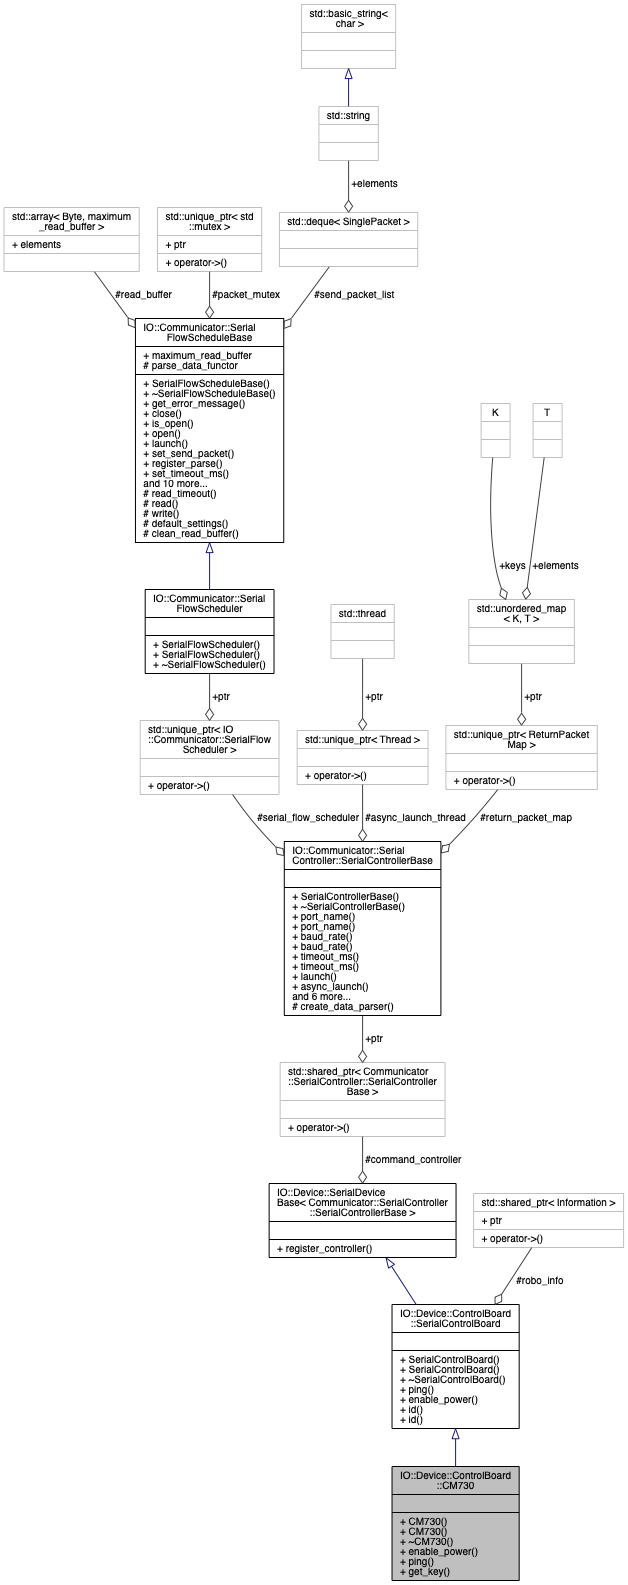 std::basic_string<
char >
std::string
+elements
std::array< Byte, maximum
_read_buffer >
+ elements
std::unique_ptr< std
::mutex >
+ ptr
+ operator->()
std::deque< SinglePacket >
#read_buffer
#packet_mutex
#send_packet_list
IO::Communicator::Serial
FlowScheduleBase
+ maximum_read_buffer
# parse_data_functor
+ SerialFlowScheduleBase()
+ ~SerialFlowScheduleBase()
+ get_error_message()
+ close()
+ is_open()
+ open()
+ launch()
+ set_send_packet()
+ register_parse()
+ set_timeout_ms()
and 10 more...
# read_timeout()
# read()
# write()
# default_settings()
# clean_read_buffer()
K
T
+keys
+elements
IO::Communicator::Serial
FlowScheduler
+ SerialFlowScheduler()
+ SerialFlowScheduler()
+ ~SerialFlowScheduler()
std::thread
std::unordered_map
< K, T >
+ptr
+ptr
+ptr
std::unique_ptr< IO
::Communicator::SerialFlow
Scheduler >
+ operator->()
std::unique_ptr< Thread >
+ operator->()
std::unique_ptr< ReturnPacket
Map >
+ operator->()
#serial_flow_scheduler
#async_launch_thread
#return_packet_map
IO::Communicator::Serial
Controller::SerialControllerBase
+ SerialControllerBase()
+ ~SerialControllerBase()
+ port_name()
+ port_name()
+ baud_rate()
+ baud_rate()
+ timeout_ms()
+ timeout_ms()
+ launch()
+ async_launch()
and 6 more...
# create_data_parser()
+ptr
std::shared_ptr< Communicator
::SerialController::SerialController
Base >
+ operator->()
#command_controller
IO::Device::SerialDevice
Base< Communicator::SerialController
::SerialControllerBase >
+ register_controller()
std::shared_ptr< Information >
+ ptr
+ operator->()
#robo_info
IO::Device::ControlBoard
::SerialControlBoard
+ SerialControlBoard()
+ SerialControlBoard()
+ ~SerialControlBoard()
+ ping()
+ enable_power()
+ id()
+ id()
IO::Device::ControlBoard
::CM730
+ CM730()
+ CM730()
+ ~CM730()
+ enable_power()
+ ping()
+ get_key()